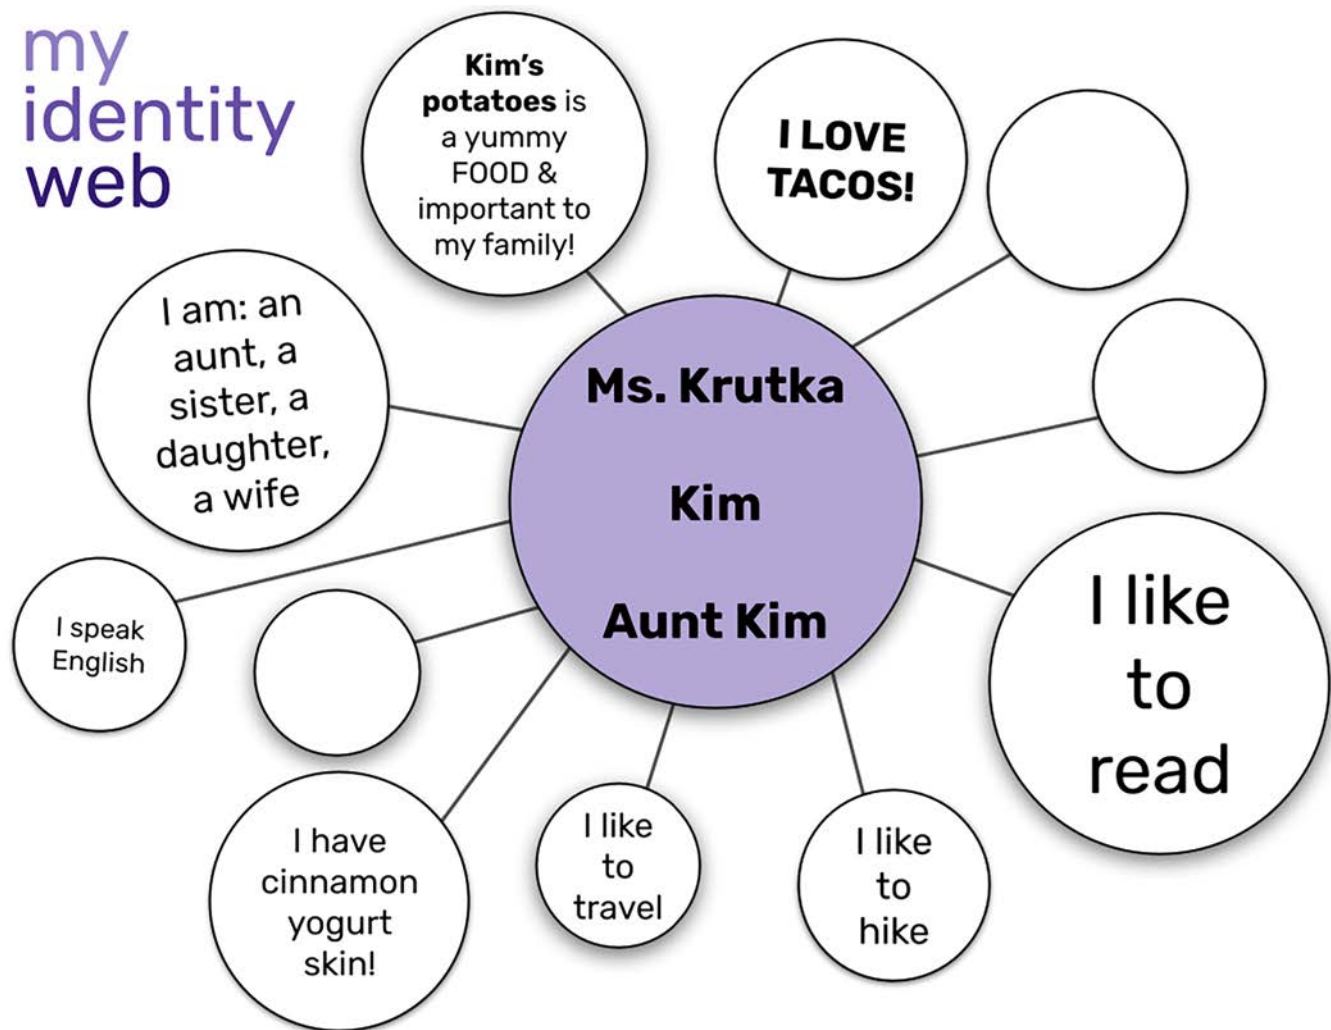 my
identity
web
Kim's
potatoes is
a yummy
FOOD &
important to
my family!
I LOVE
TACOS!
I am: an
aunt, a
sister, a
daughter,
a wife
Ms. Krutka
Kim
Aunt Kim
I speak
English
I like
to
read
I have
cinnamon
yogurt
skin!
I like
to
travel
I like
to
hike